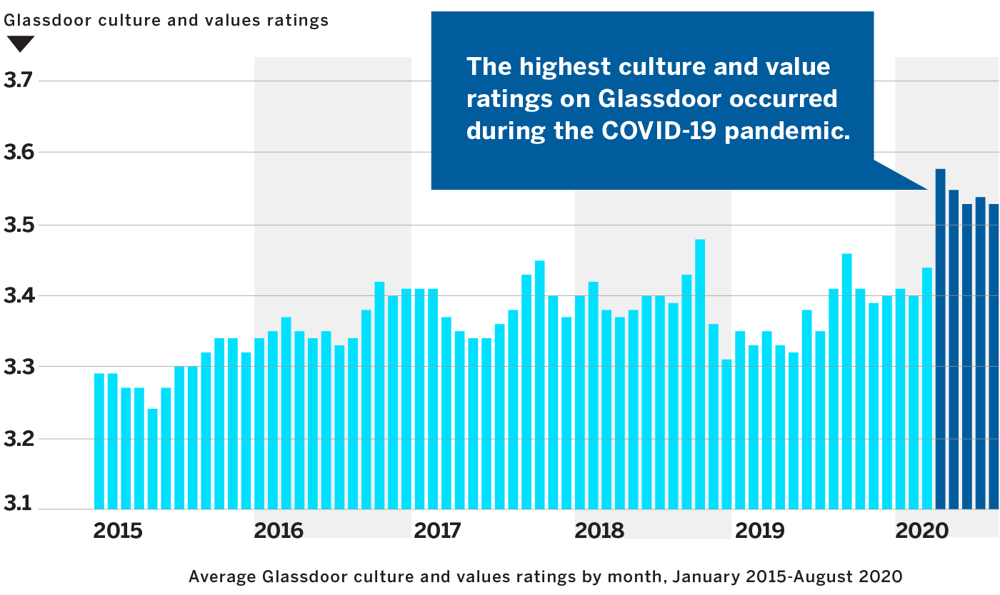 Glassdoor culture and values ratings
The highest culture and value
ratings on Glassdoor occurred
during the COVID-19 pandemic.
3.7
3.6
3.5
3.4
3.3
3.2
3.1
2015 2016 2017 2018 2019 2020
Average Glassdoor culture and values ratings by month, January 2015-August 2020